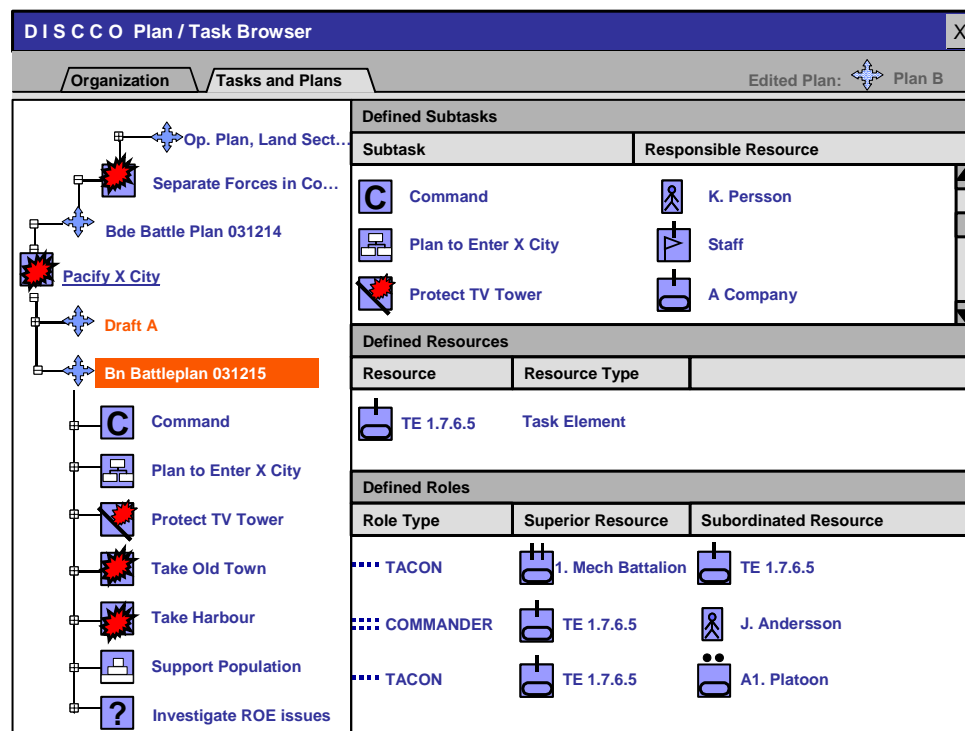 D I S C C O Plan / Task Browser X
Organization Tasks and Plans Edited Plan: Plan B
Op. Plan, Land Sect...
Separate Forces in Co...
Bde Battle Plan 031214
Pacify X City
Draft A
Bn Battleplan 031215
C Command
Plan to Enter X City
Protect TV Tower
Take Old Town
Take Harbour
Support Population
? Investigate ROE issues
Defined Subtasks
Subtask Responsible Resource
C Command K. Persson
Plan to Enter X City Staff
Protect TV Tower A Company
Defined Resources
Resource Resource Type
TE 1.7.6.5 Task Element
Defined Roles
Role Type Superior Resource Subordinated Resource
TACON 1. Mech Battalion TE 1.7.6.5
COMMANDER TE 1.7.6.5 J. Andersson
TACON TE 1.7.6.5 A1. Platoon